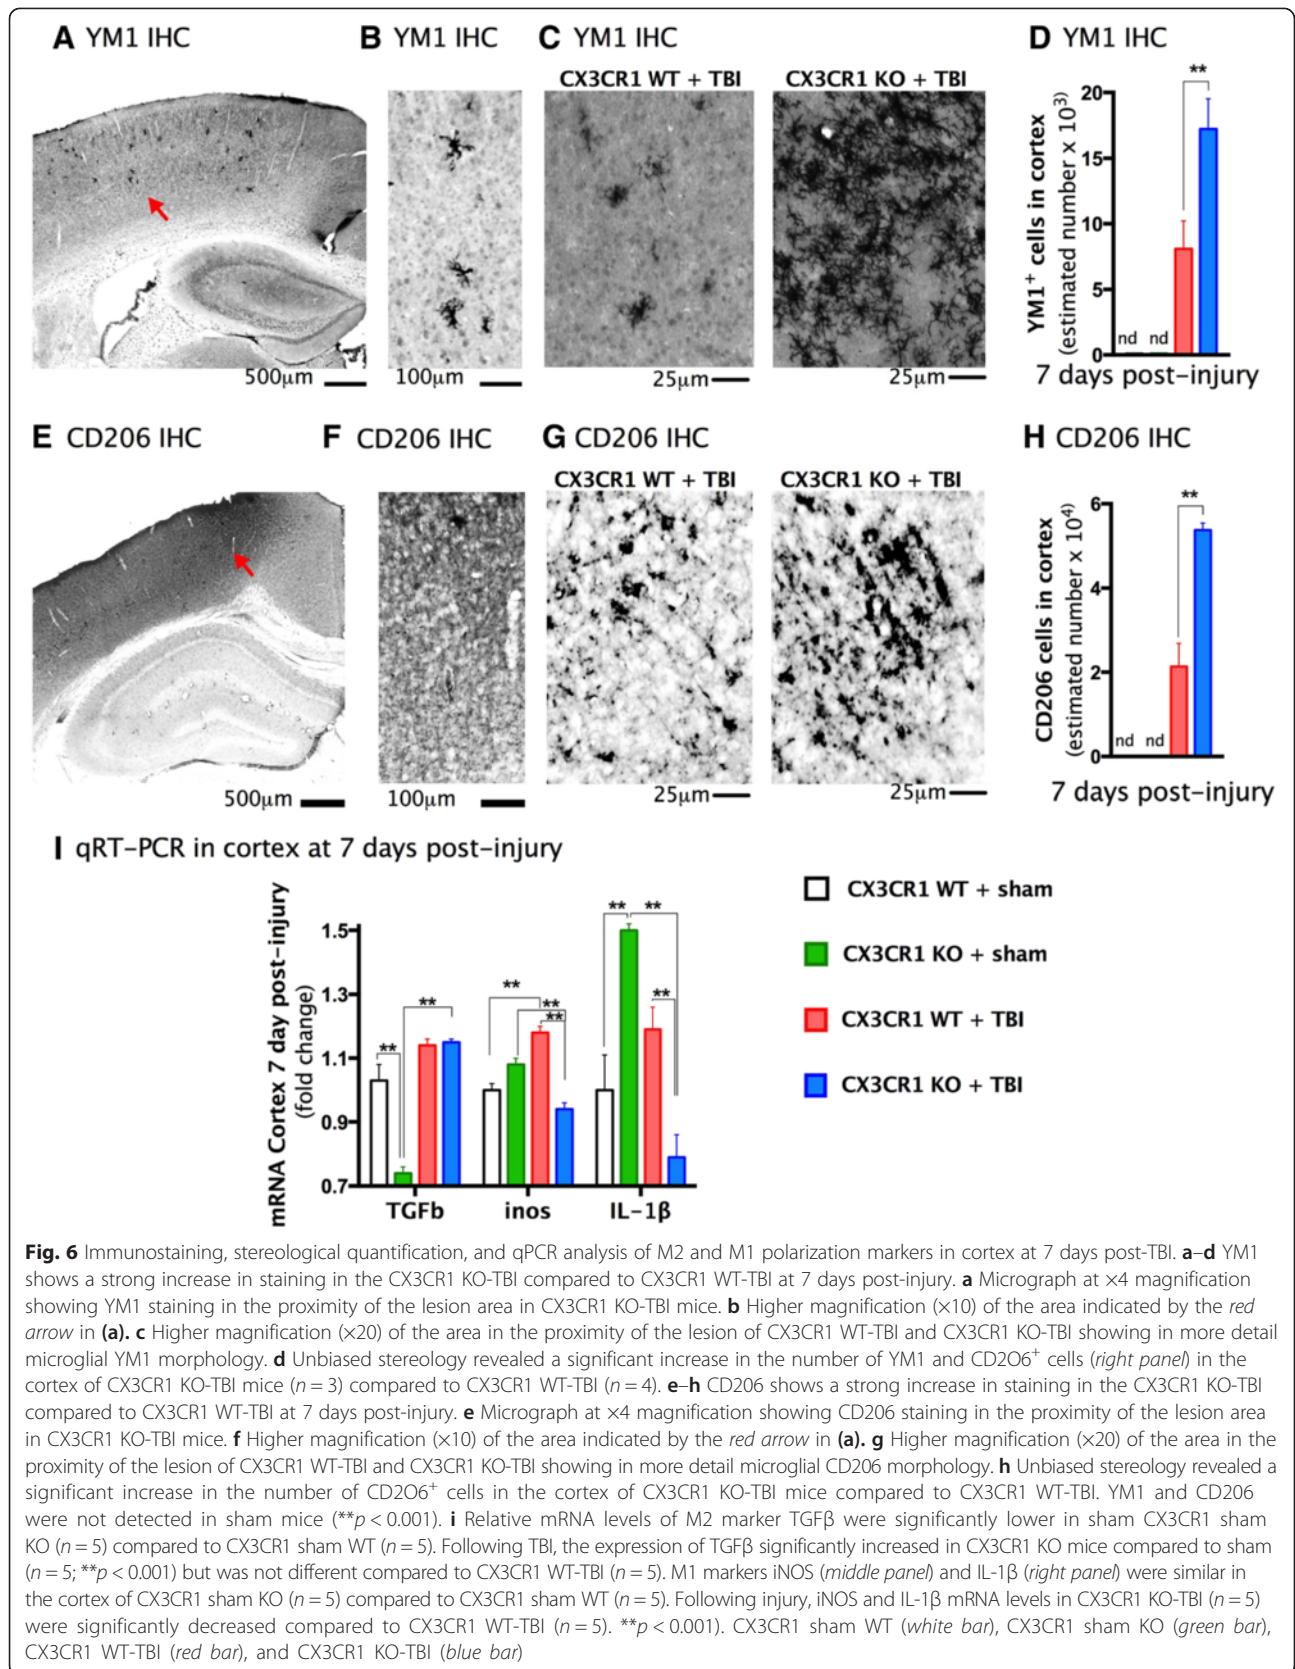 A YM1 IHC
B YM1 IHC
C YM1 IHC
D YM1 IHC
CX3CR1 WT + TBI
CX3CR1 KO + TBI
500µm
100µm
25µm
25µm
YM1+ cells in cortex
(estimated number x 10³)
20
15
10
5
0
nd
nd
**
7 days post-injury
E CD206 IHC
F CD206 IHC
G CD206 IHC
H CD206 IHC
CX3CR1 WT + TBI
CX3CR1 KO + TBI
500µm
100µm
25µm
25µm
CD206 cells in cortex
(estimated number x 10⁴)
6
4
2
0
nd
nd
**
7 days post-injury
I qRT-PCR in cortex at 7 days post-injury
mRNA Cortex 7 day post-injury
(fold change)
1.5
1.3
1.1
0.9
0.7
**
**
**
**
**
**
**
**
TGFb
inos
IL-1β
CX3CR1 WT + sham
CX3CR1 KO + sham
CX3CR1 WT + TBI
CX3CR1 KO + TBI
Fig. 6 Immunostaining, stereological quantification, and qPCR analysis of M2 and M1 polarization markers in cortex at 7 days post-TBI. a–d YM1
shows a strong increase in staining in the CX3CR1 KO-TBI compared to CX3CR1 WT-TBI at 7 days post-injury. a Micrograph at ×4 magnification
showing YM1 staining in the proximity of the lesion area in CX3CR1 KO-TBI mice. b Higher magnification (×10) of the area indicated by the red
arrow in (a). c Higher magnification (×20) of the area in the proximity of the lesion of CX3CR1 WT-TBI and CX3CR1 KO-TBI showing in more detail
microglial YM1 morphology. d Unbiased stereology revealed a significant increase in the number of YM1 and CD2O6+ cells (right panel) in the
cortex of CX3CR1 KO-TBI mice (n = 3) compared to CX3CR1 WT-TBI (n = 4). e–h CD206 shows a strong increase in staining in the CX3CR1 KO-TBI
compared to CX3CR1 WT-TBI at 7 days post-injury. e Micrograph at ×4 magnification showing CD206 staining in the proximity of the lesion area
in CX3CR1 KO-TBI mice. f Higher magnification (×10) of the area indicated by the red arrow in (a). g Higher magnification (×20) of the area in the
proximity of the lesion of CX3CR1 WT-TBI and CX3CR1 KO-TBI showing in more detail microglial CD206 morphology. h Unbiased stereology revealed a
significant increase in the number of CD2O6+ cells in the cortex of CX3CR1 KO-TBI mice compared to CX3CR1 WT-TBI. YM1 and CD206
were not detected in sham mice (**p < 0.001). i Relative mRNA levels of M2 marker TGFβ were significantly lower in sham CX3CR1 sham
KO (n = 5) compared to CX3CR1 sham WT (n = 5). Following TBI, the expression of TGFβ significantly increased in CX3CR1 KO mice compared to sham
(n = 5; **p < 0.001) but was not different compared to CX3CR1 WT-TBI (n = 5). M1 markers iNOS (middle panel) and IL-1β (right panel) were similar in
the cortex of CX3CR1 sham KO (n = 5) compared to CX3CR1 sham WT (n = 5). Following injury, iNOS and IL-1β mRNA levels in CX3CR1 KO-TBI (n = 5)
were significantly decreased compared to CX3CR1 WT-TBI (n = 5). **p < 0.001). CX3CR1 sham WT (white bar), CX3CR1 sham KO (green bar),
CX3CR1 WT-TBI (red bar), and CX3CR1 KO-TBI (blue bar)